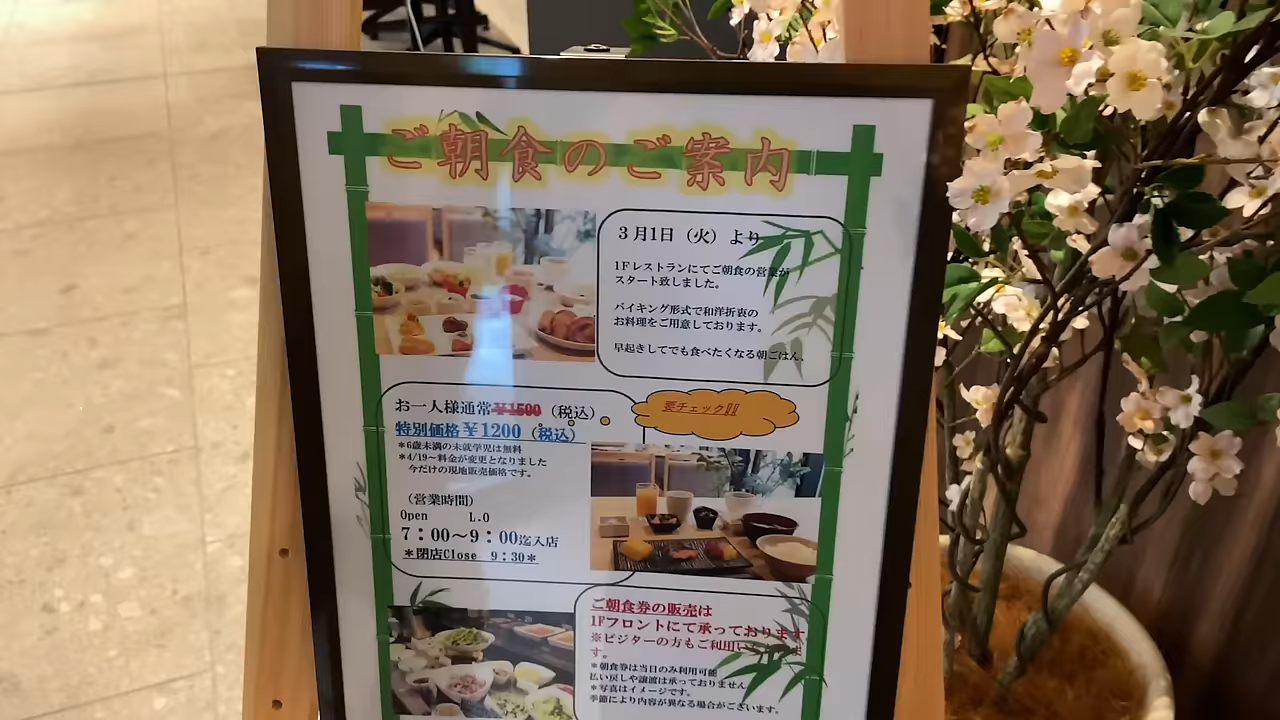 ご朝食のご案内
3月1日（火）より
1Fレストランにてご朝食の営業が
スタート致しました。
バイキング形式で和洋折衷の
お料理をご用意しております。
早起きしてでも食べたくなる朝ごはん、
お一人様通常￥1500（税込）
特別価格￥1200（税込）
＊6歳未満の未就学児は無料
＊4/19～料金が変更となりました
今だけの現地販売価格です。
要チェック!!
（営業時間）
Open L.O
7：00～9：00迄入店
＊閉店Close 9：30＊
ご朝食券の販売は
1Fフロントにて承っております
※ビジターの方もご利用いただけま
す。
＊朝食券は当日のみ利用可能
払い戻しや譲渡は承っておりません
＊写真はイメージです。
季節により内容が異なる場合がございます。